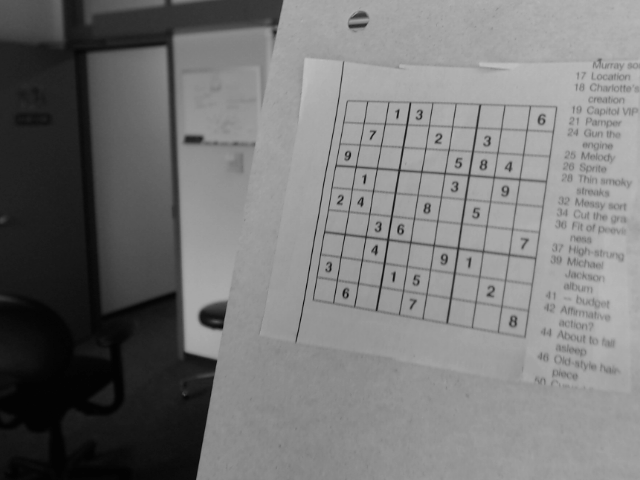 1 3 6
7 2 3
9 5 8 4
1 3 9
2 4 8 5
3 6 7
4 9 1
3 1 5 2
6 7 8
Murray
17 Location
18 Charlotte's
creation
19 Capitol VIP
21 Pamper
24 Gun the
engine
25 Melody
26 Sprite
28 Thin smoky
streaks
32 Messy sort
34 Cut the
36 Fit of
ness
37 High-strung
39 Michael
Jackson
album
41 — budget
42 Affirmative
action?
44 About to fall
asleep
46 Old-style hair-
piece
50